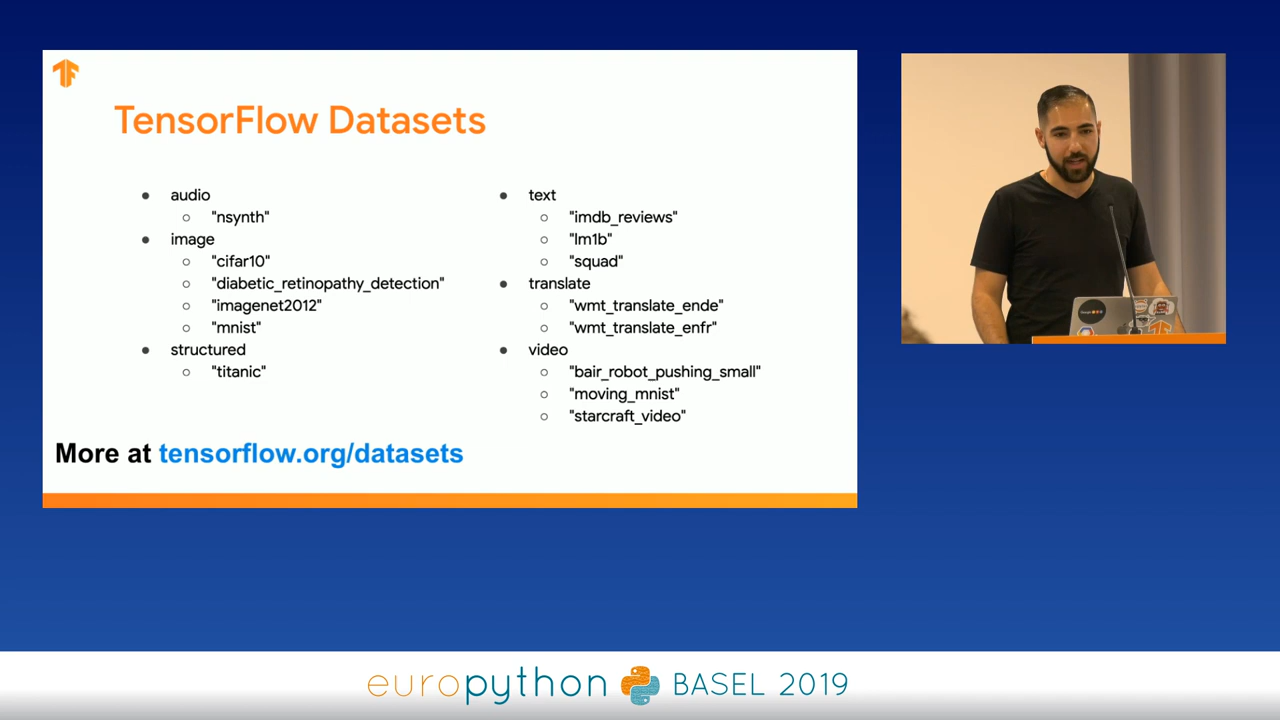 TensorFlow Datasets
audio
"nsynth"
image
"cifar10"
"diabetic_retinopathy_detection"
"imagenet2012"
"mnist"
structured
"titanic"
text
"imdb_reviews"
"lm1b"
"squad"
translate
"wmt_translate_ende"
"wmt_translate_enfr"
video
"bair_robot_pushing_small"
"moving_mnist"
"starcraft_video"
More at tensorflow.org/datasets
europython BASEL 2019